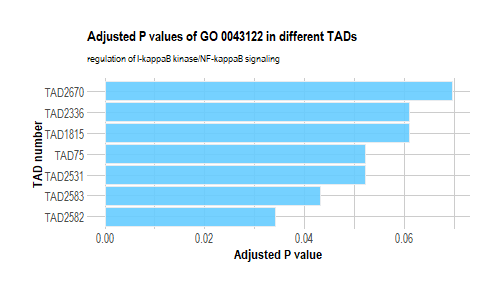 Adjusted P values of GO 0043122 in different TADs
regulation of I-kappaB kinase/NF-kappaB signaling
TAD number
TAD2670
TAD2336
TAD1815
TAD75
TAD2531
TAD2583
TAD2582
0.00 0.02 0.04 0.06
Adjusted P value